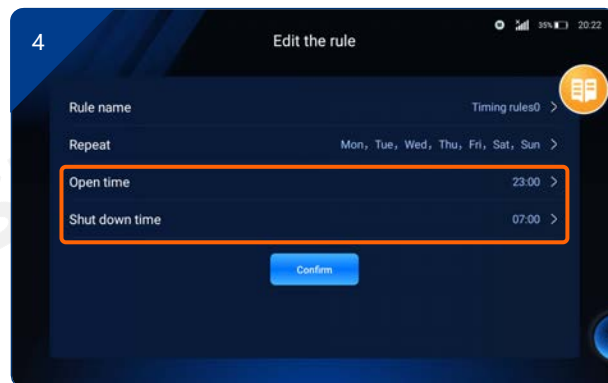 4
Edit the rule
35% 20:22
Rule name Timing rules0 >
Repeat Mon, Tue, Wed, Thu, Fri, Sat, Sun >
Open time 23:00 >
Shut down time 07:00 >
Confirm